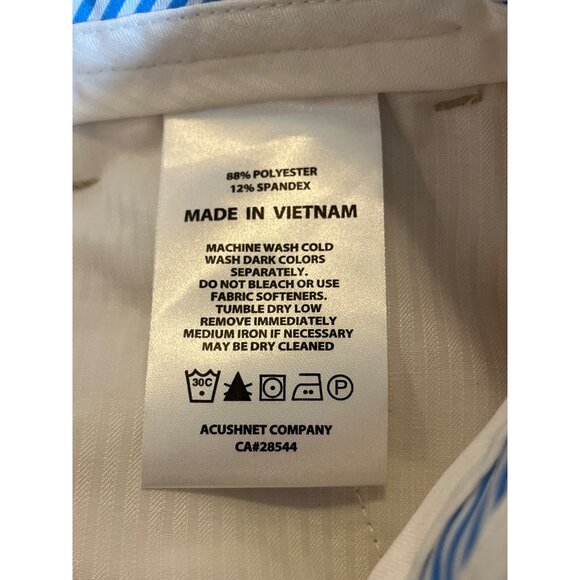 88% POLYESTER
12% SPANDEX
MADE IN VIETNAM
MACHINE WASH COLD
WASH DARK COLORS
SEPARATELY.
DO NOT BLEACH OR USE
FABRIC SOFTENERS.
TUMBLE DRY LOW
REMOVE IMMEDIATELY
MEDIUM IRON IF NECESSARY
MAY BE DRY CLEANED
30C P
ACUSHNET COMPANY
CA#28544